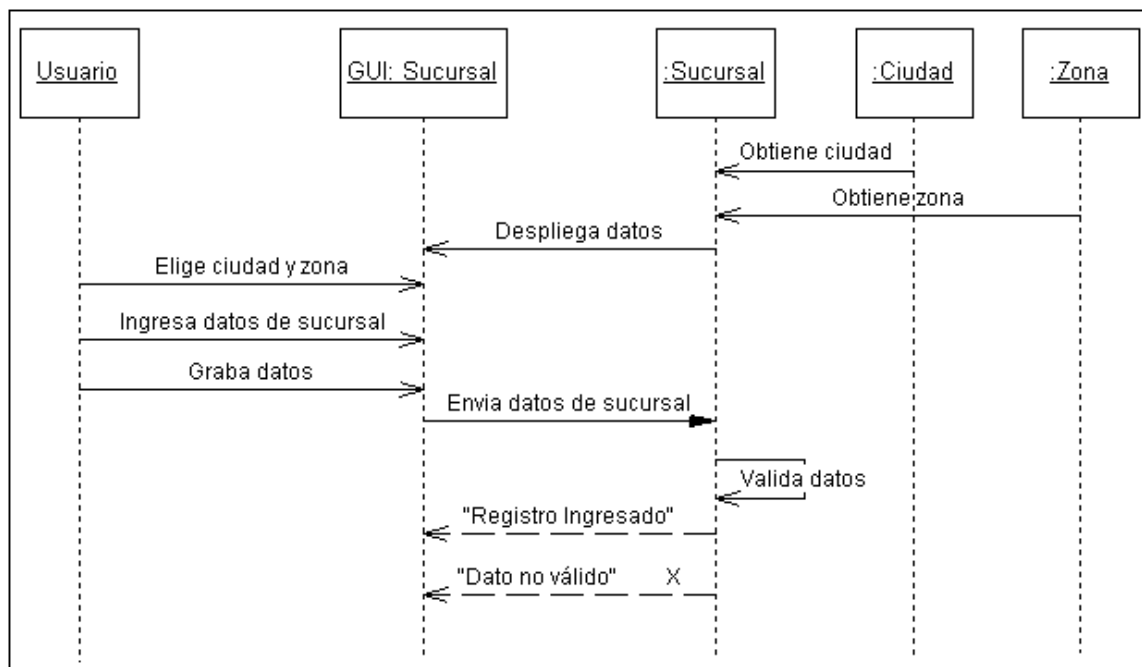 Usuario
GUI: Sucursal
:Sucursal
:Ciudad
:Zona
Obtiene ciudad
Obtiene zona
Despliega datos
Elige ciudad y zona
Ingresa datos de sucursal
Graba datos
Envia datos de sucursal
Valida datos
"Registro Ingresado"
"Dato no válido" X